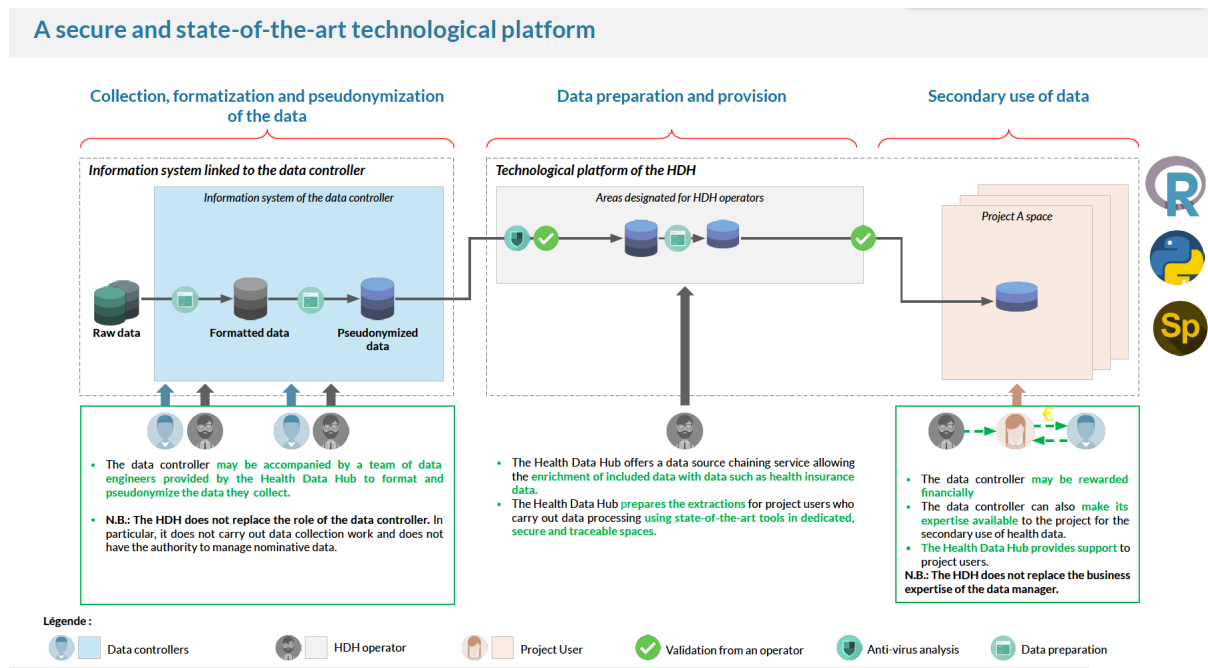 A secure and state-of-the-art technological platform
Collection, formatization and pseudonymization
of the data
Data preparation and provision
Secondary use of data
Information system linked to the data controller
Information system of the data controller
Raw data
Formatted data
Pseudonymized
data
Technological platform of the HDH
Areas designated for HDH operators
Project A space
R
Sp
▪ The data controller may be accompanied by a team of data
engineers provided by the Health Data Hub to format and
pseudonymize the data they collect.
▪ N.B.: The HDH does not replace the role of the data controller. In
particular, it does not carry out data collection work and does not
have the authority to manage nominative data.
▪ The Health Data Hub offers a data source chaining service allowing
the enrichment of included data with data such as health insurance
data.
▪ The Health Data Hub prepares the extractions for project users who
carry out data processing using state-of-the-art tools in dedicated,
secure and traceable spaces.
€
▪ The data controller may be rewarded
financially
▪ The data controller can also make its
expertise available to the project for the
secondary use of health data.
▪ The Health Data Hub provides support to
project users.
N.B.: The HDH does not replace the business
expertise of the data manager.
Légende :
Data controllers
HDH operator
Project User
Validation from an operator
Anti-virus analysis
Data preparation